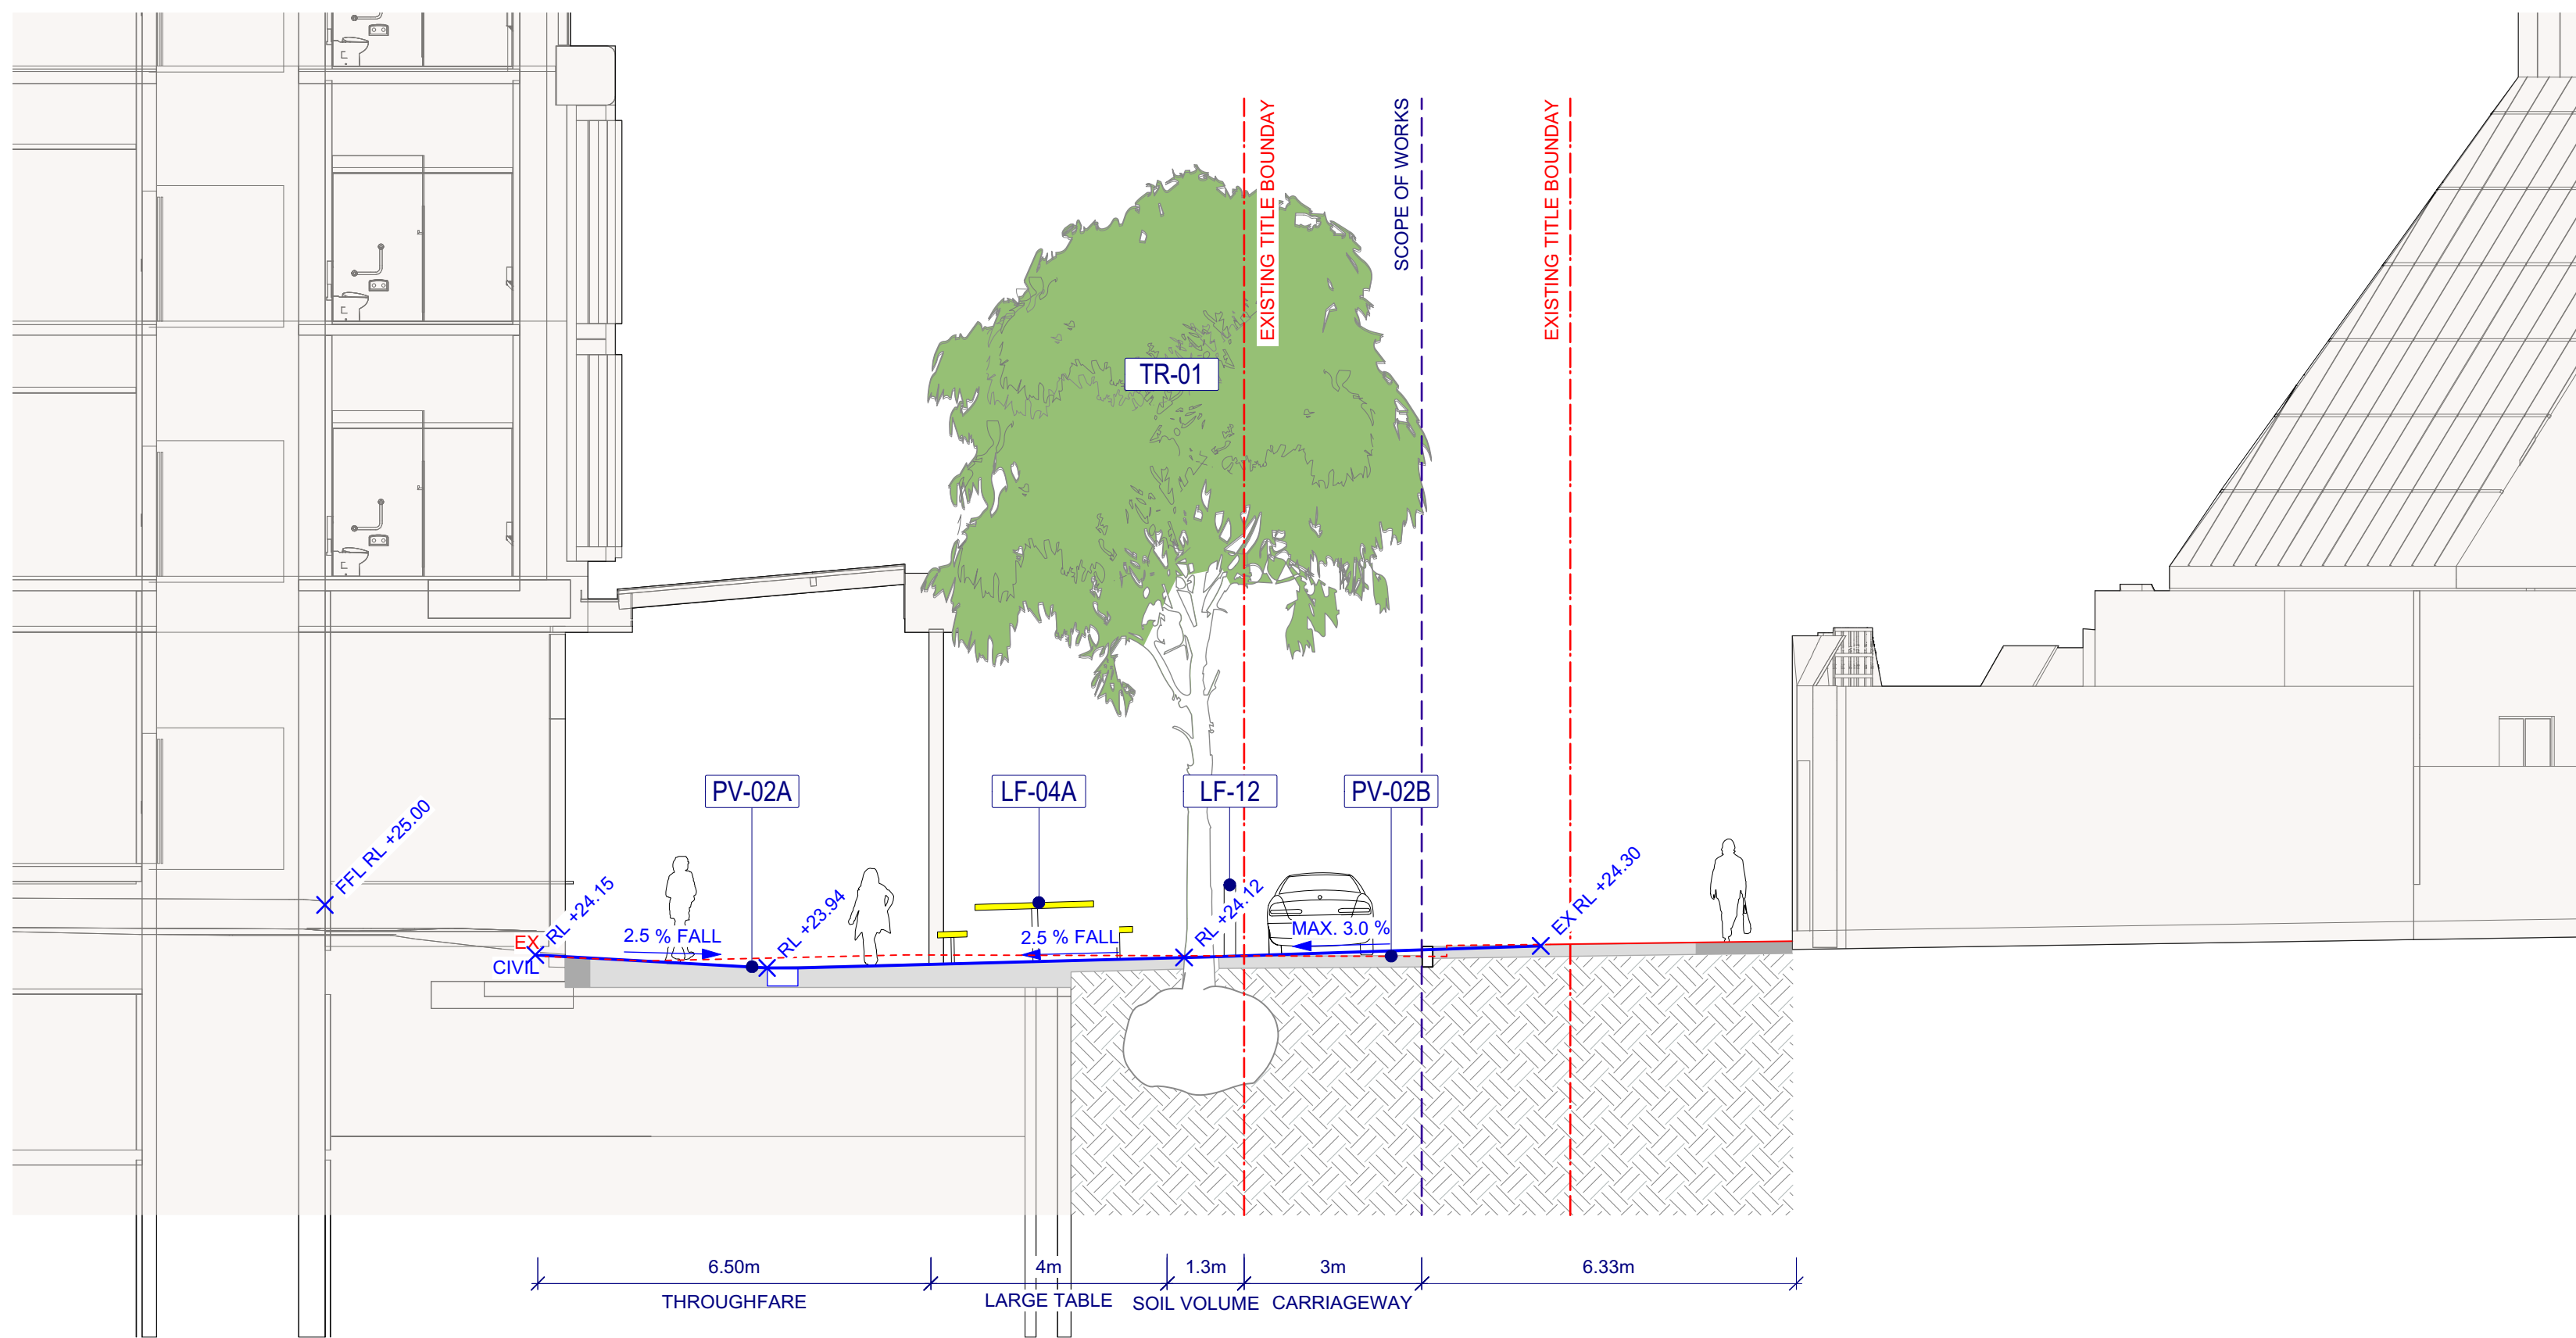 EXISTING TITLE BOUNDAY
SCOPE OF WORKS
EXISTING TITLE BOUNDAY
TR-01
PV-02A
LF-04A
LF-12
PV-02B
FFL RL +25.00
RL +24.15
RL +23.94
RL +24.12
EX RL +24.30
EX
CIVIL
2.5 % FALL
2.5 % FALL
MAX. 3.0 %
6.50m
4m
1.3m
3m
6.33m
THROUGHFARE
LARGE TABLE
SOIL VOLUME
CARRIAGEWAY